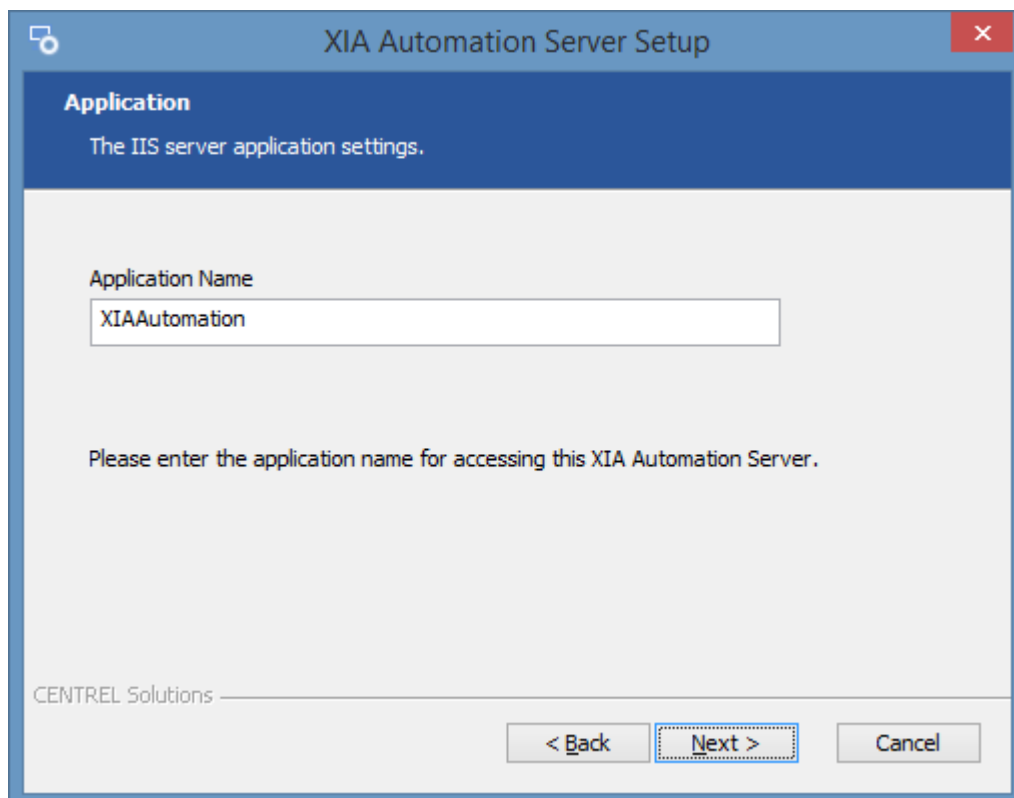 XIA Automation Server Setup
Application
The IIS server application settings.
Application Name
XIAAutomation
Please enter the application name for accessing this XIA Automation Server.
CENTREL Solutions
< Back Next > Cancel